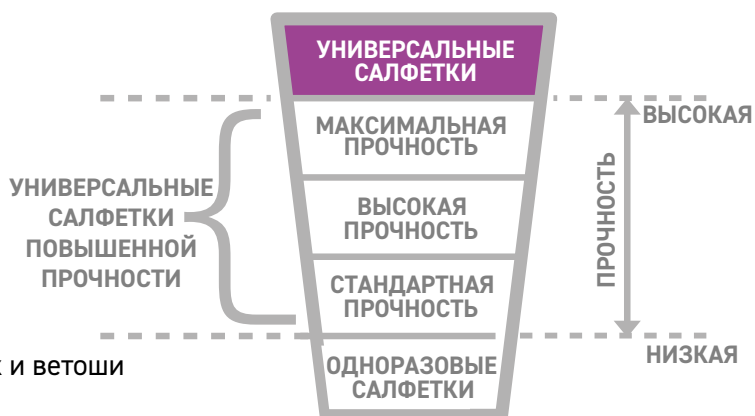 УНИВЕРСАЛЬНЫЕ
САЛФЕТКИ
МАКСИМАЛЬНАЯ
ПРОЧНОСТЬ
ВЫСОКАЯ
ПРОЧНОСТЬ
СТАНДАРТНАЯ
ПРОЧНОСТЬ
ОДНОРАЗОВЫЕ
САЛФЕТКИ
УНИВЕРСАЛЬНЫЕ
САЛФЕТКИ
ПОВЫШЕННОЙ
ПРОЧНОСТИ
ВЫСОКАЯ
ПРОЧНОСТЬ
НИЗКАЯ
и ветоши